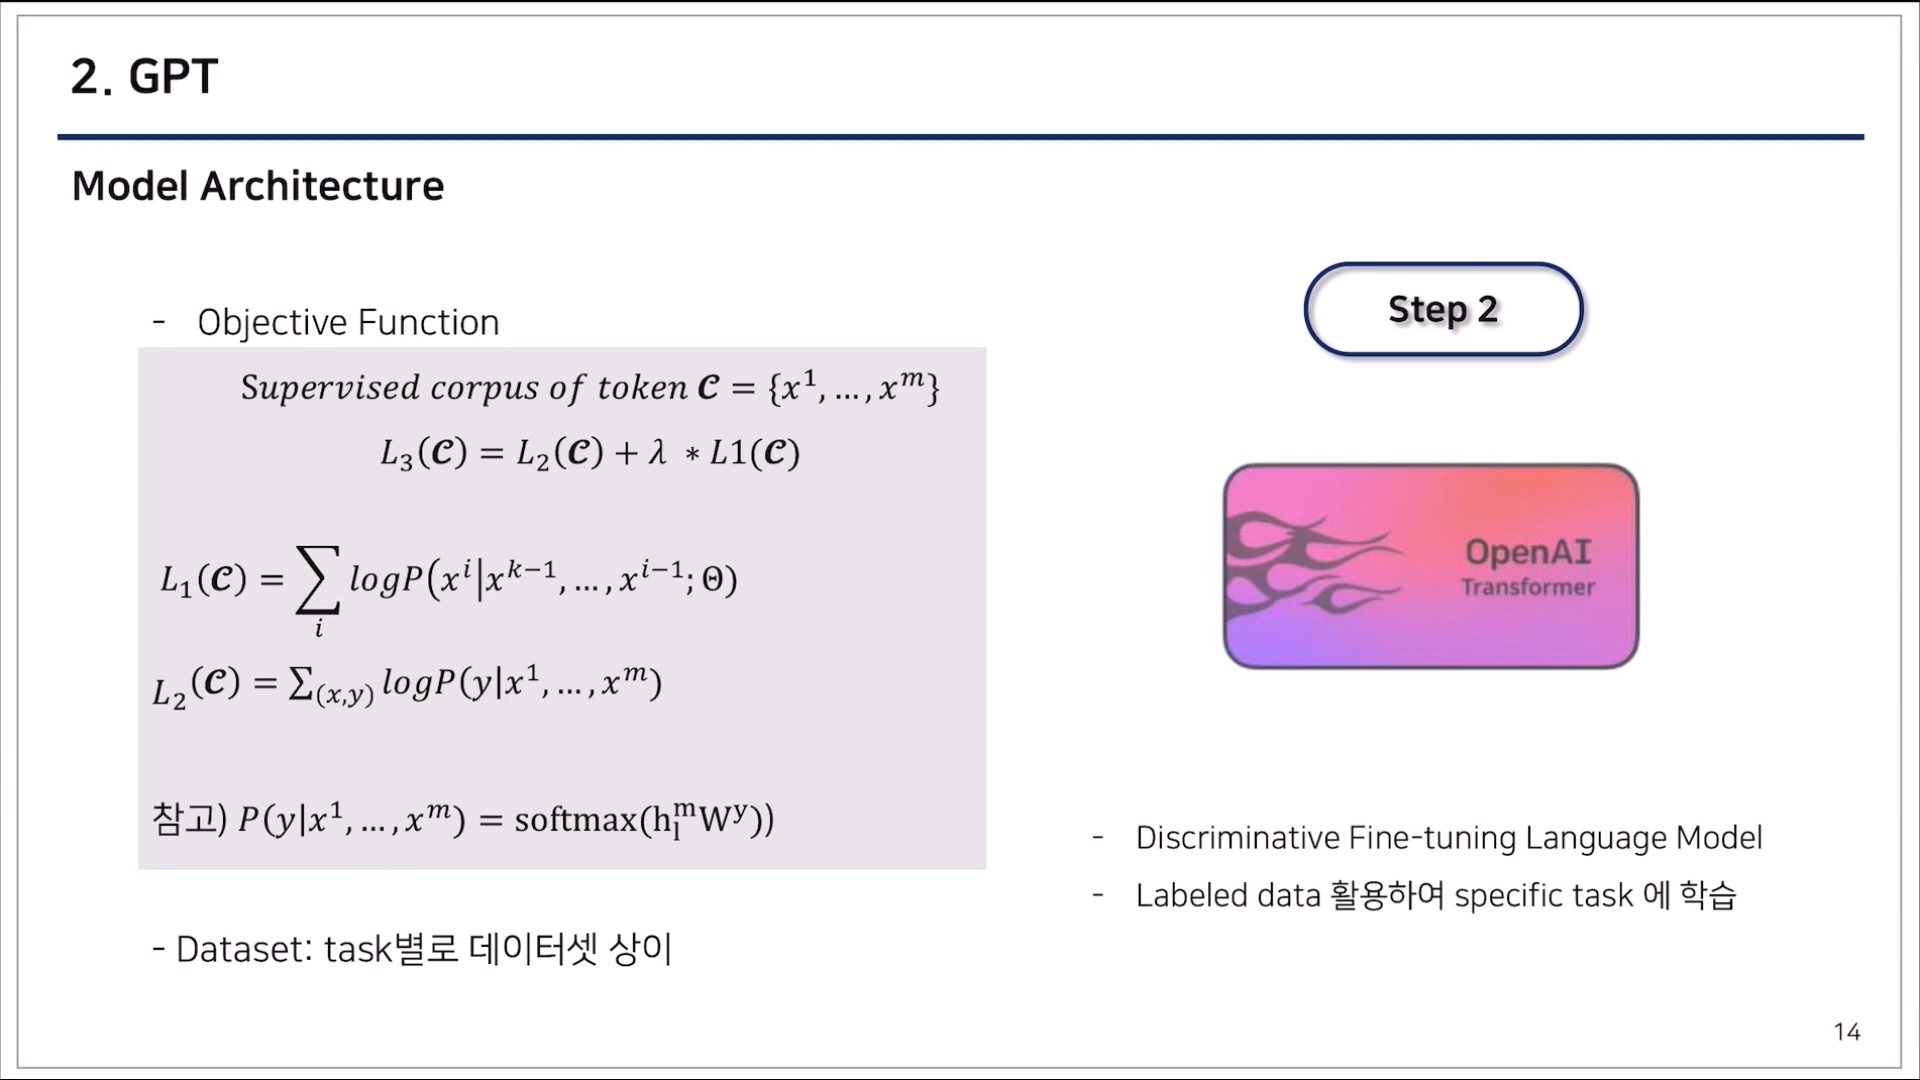 2. GPT
Model Architecture
- Objective Function
Supervised corpus of token 𝓒 = {x¹, …, xᵐ}
L₃(𝓒) = L₂(𝓒) + λ * L1(𝓒)
L₁(𝓒) = ∑ᵢ logP(xⁱ|xᵏ⁻¹, …, xⁱ⁻¹; Θ)
L₂(𝓒) = Σ₍ₓ,ᵧ₎ logP(y|x¹, …, xᵐ)
참고) P(y|x¹, …, xᵐ) = softmax(hₗᵐWʸ))
- Dataset: task별로 데이터셋 상이
Step 2
OpenAI
Transformer
- Discriminative Fine-tuning Language Model
- Labeled data 활용하여 specific task 에 학습
14